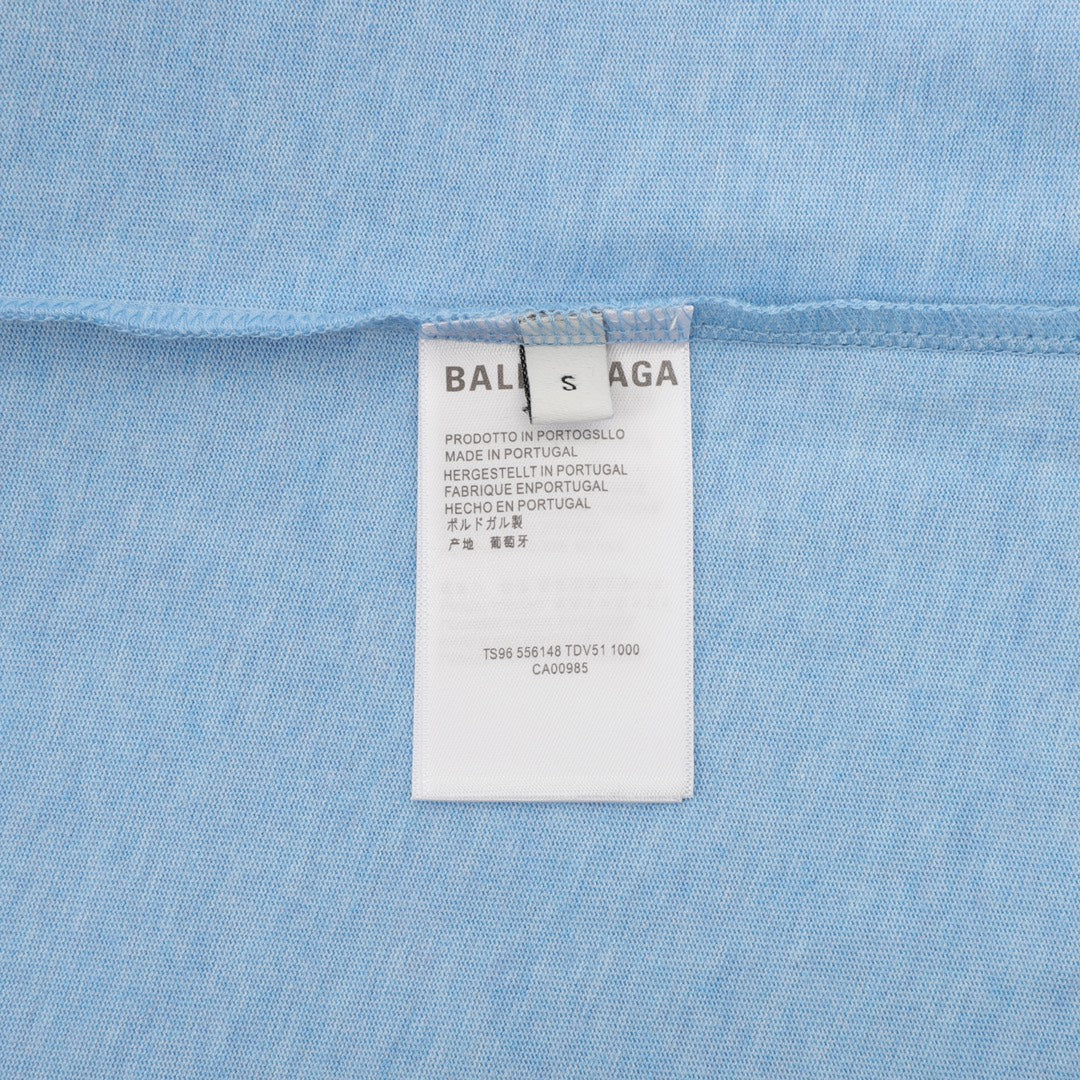 BAL AGA
S
PRODOTTO IN PORTOGSLLO
MADE IN PORTUGAL
HERGESTELLT IN PORTUGAL
FABRIQUE ENPORTUGAL
HECHO EN PORTUGAL
ポルドガル製
产地 葡萄牙
TS96 556148 TDV51 1000
CA00985